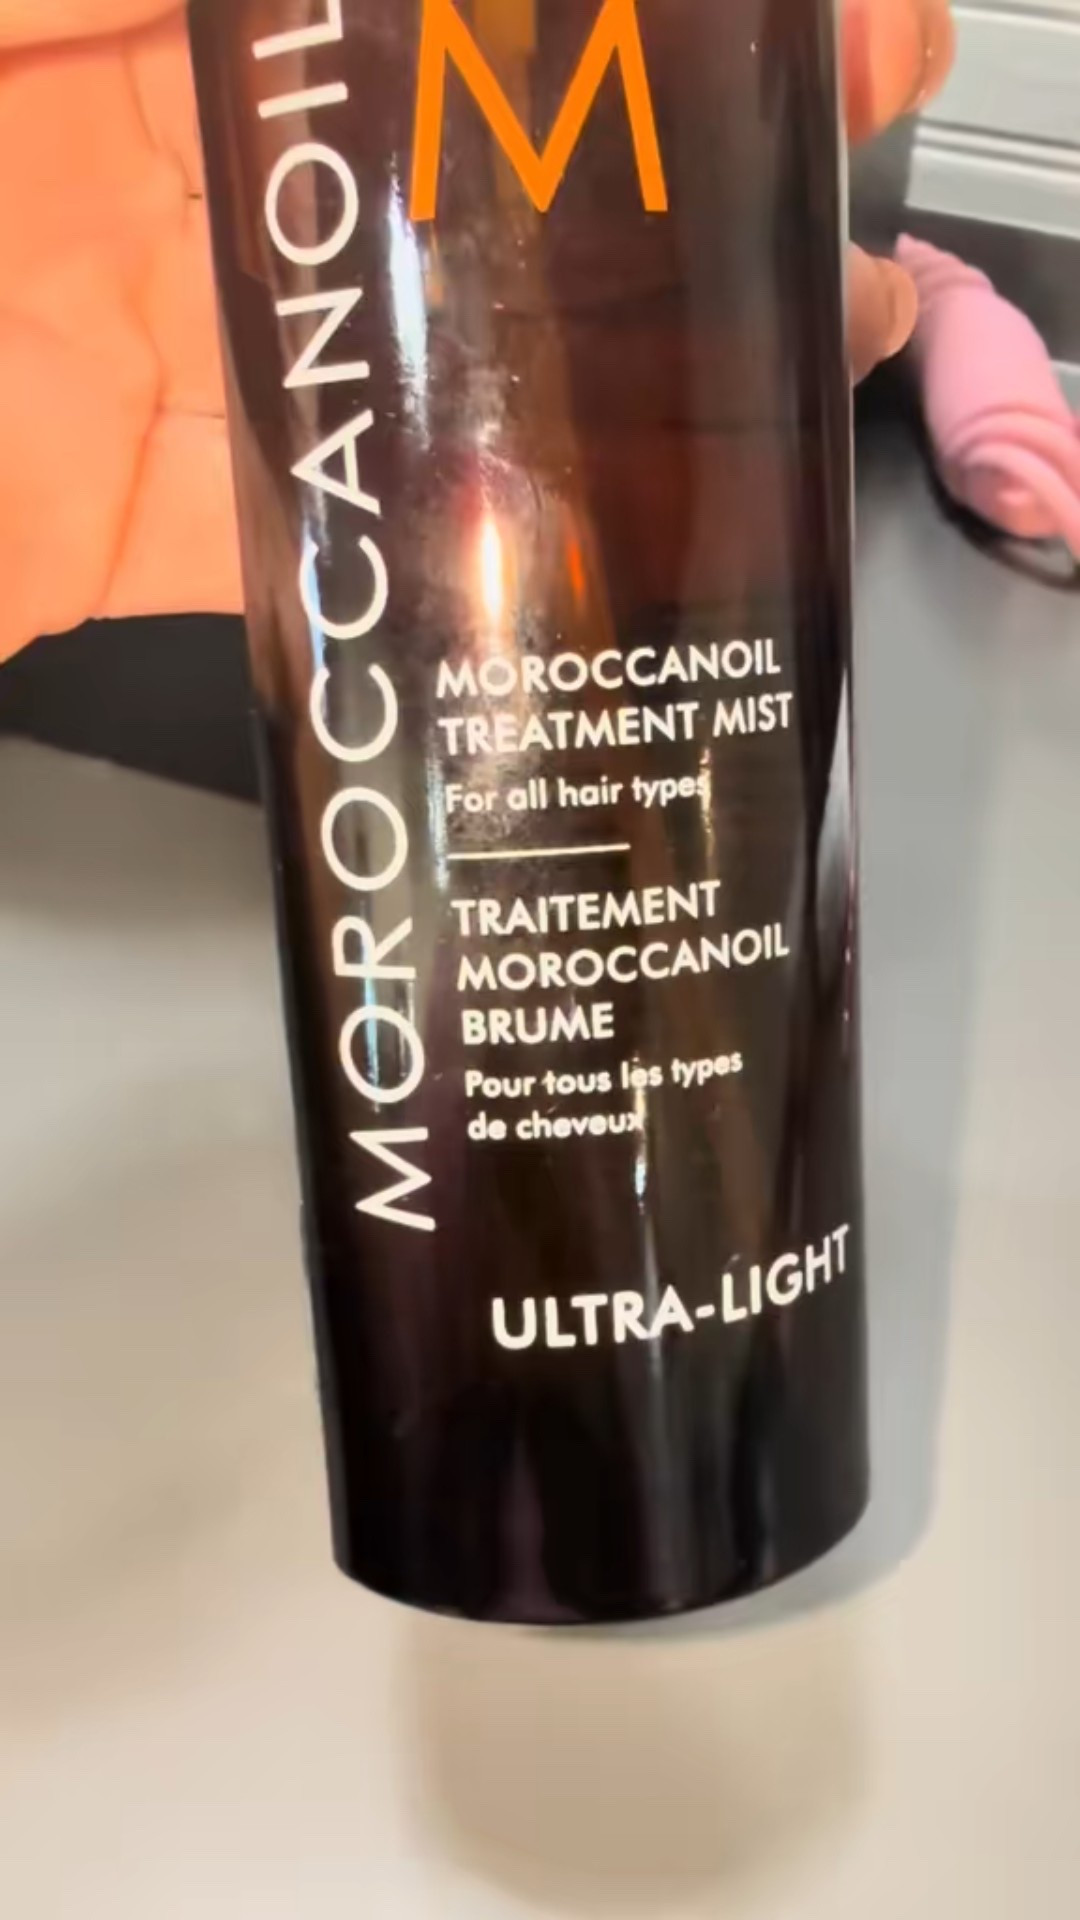 M
MOROCCANOIL
MOROCCANOIL
TREATMENT MIST
For all hair types
TRAITEMENT
MOROCCANOIL
BRUME
Pour tous les types
de cheveux
ULTRA-LIGHT